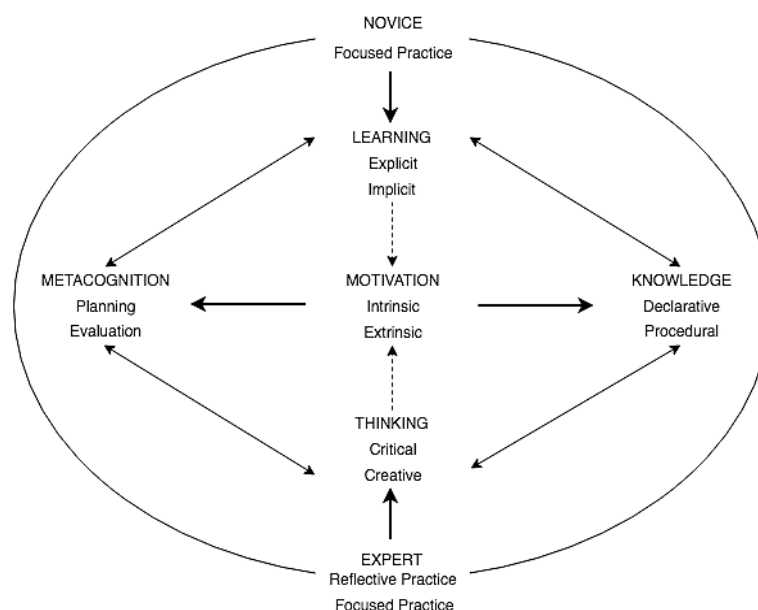 NOVICE
Focused Practice
LEARNING
Explicit
Implicit
METACOGNITION
Planning
Evaluation
MOTIVATION
Intrinsic
Extrinsic
KNOWLEDGE
Declarative
Procedural
THINKING
Critical
Creative
EXPERT
Reflective Practice
Focused Practice